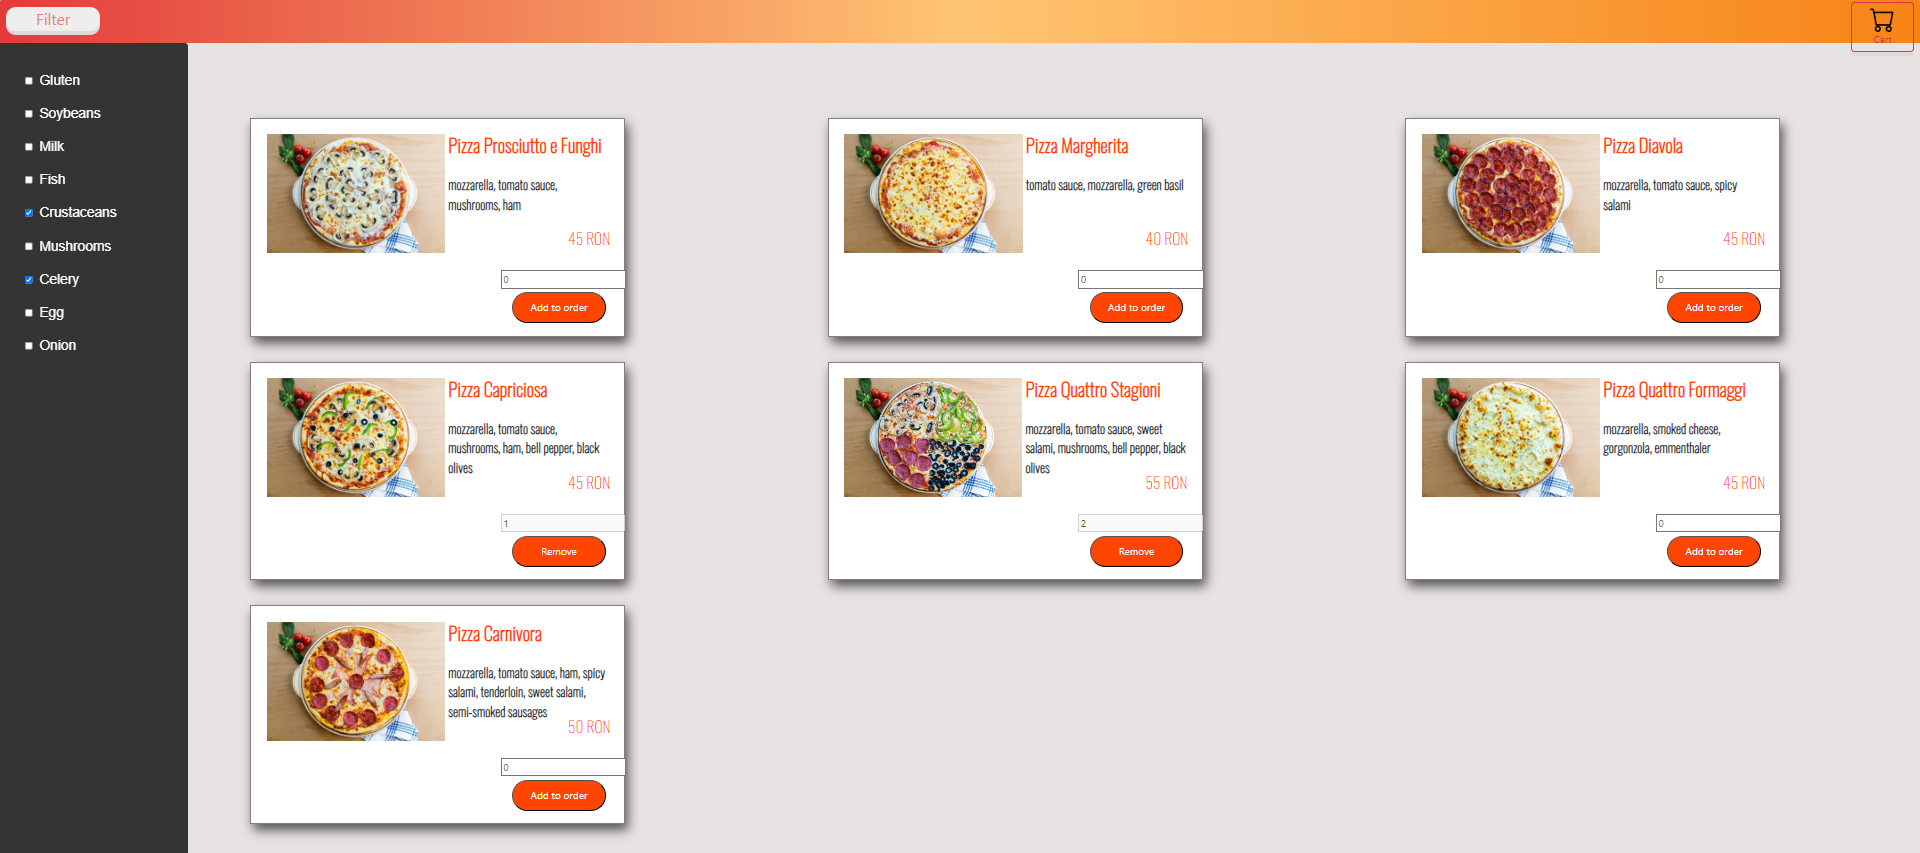 Filter
Cart
Gluten
Soybeans
Milk
Fish
Crustaceans
Mushrooms
Celery
Egg
Onion
Pizza Prosciutto e Funghi
mozzarella, tomato sauce,
mushrooms, ham
45 RON
0
Add to order
Pizza Margherita
tomato sauce, mozzarella, green basil
40 RON
0
Add to order
Pizza Diavola
mozzarella, tomato sauce, spicy
salami
45 RON
0
Add to order
Pizza Capriciosa
mozzarella, tomato sauce,
mushrooms, ham, bell pepper, black
olives
45 RON
1
Remove
Pizza Quattro Stagioni
mozzarella, tomato sauce, sweet
salami, mushrooms, bell pepper, black
olives
55 RON
2
Remove
Pizza Quattro Formaggi
mozzarella, smoked cheese,
gorgonzola, emmenthaler
45 RON
0
Add to order
Pizza Carnivora
mozzarella, tomato sauce, ham, spicy
salami, tenderloin, sweet salami,
semi-smoked sausages
50 RON
0
Add to order